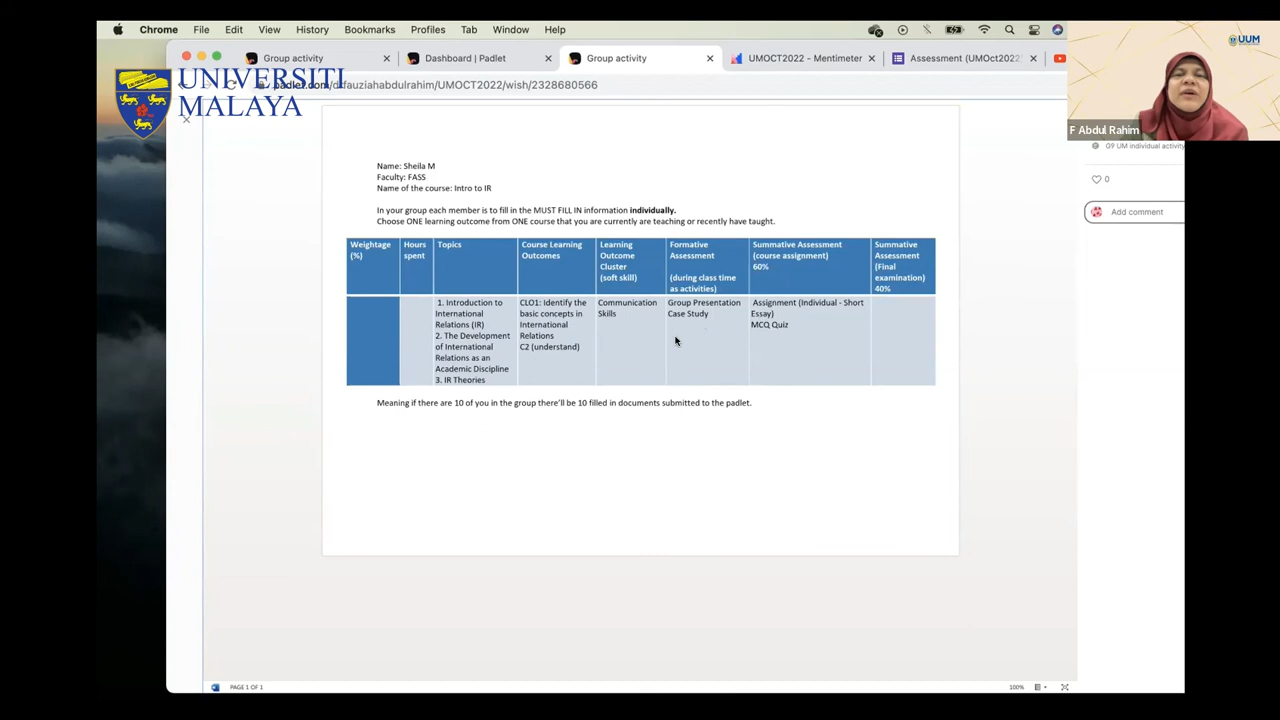 Chrome File Edit View History Bookmarks Profiles Tab Window Help
Group activity
Dashboard | Padlet
Group activity
UMOCT2022 - Mentimeter
Assessment (UMOct2022
UUM
UNIVERSITI
MALAYA
padlet.com/drfauziahabdulrahim/UMOCT2022/wish/2328680566
F Abdul Rahim
G9 UM individual activity
0
Add comment
Name: Sheila M
Faculty: FASS
Name of the course: Intro to IR
In your group each member is to fill in the MUST FILL IN information individually.
Choose ONE learning outcome from ONE course that you are currently are teaching or recently have taught.
Weightage
(%)
Hours
spent
Topics
Course Learning
Outcomes
Learning
Outcome
Cluster
(soft skill)
Formative
Assessment
(during class time
as activities)
Summative Assessment
(course assignment)
60%
Summative
Assessment
(Final
examination)
40%
1. Introduction to
International
Relations (IR)
2. The Development
of International
Relations as an
Academic Discipline
3. IR Theories
CLO1: Identify the
basic concepts in
International
Relations
C2 (understand)
Communication
Skills
Group Presentation
Case Study
Assignment (Individual - Short
Essay)
MCQ Quiz
Meaning if there are 10 of you in the group there'll be 10 filled in documents submitted to the padlet.
PAGE 1 OF 1
100%